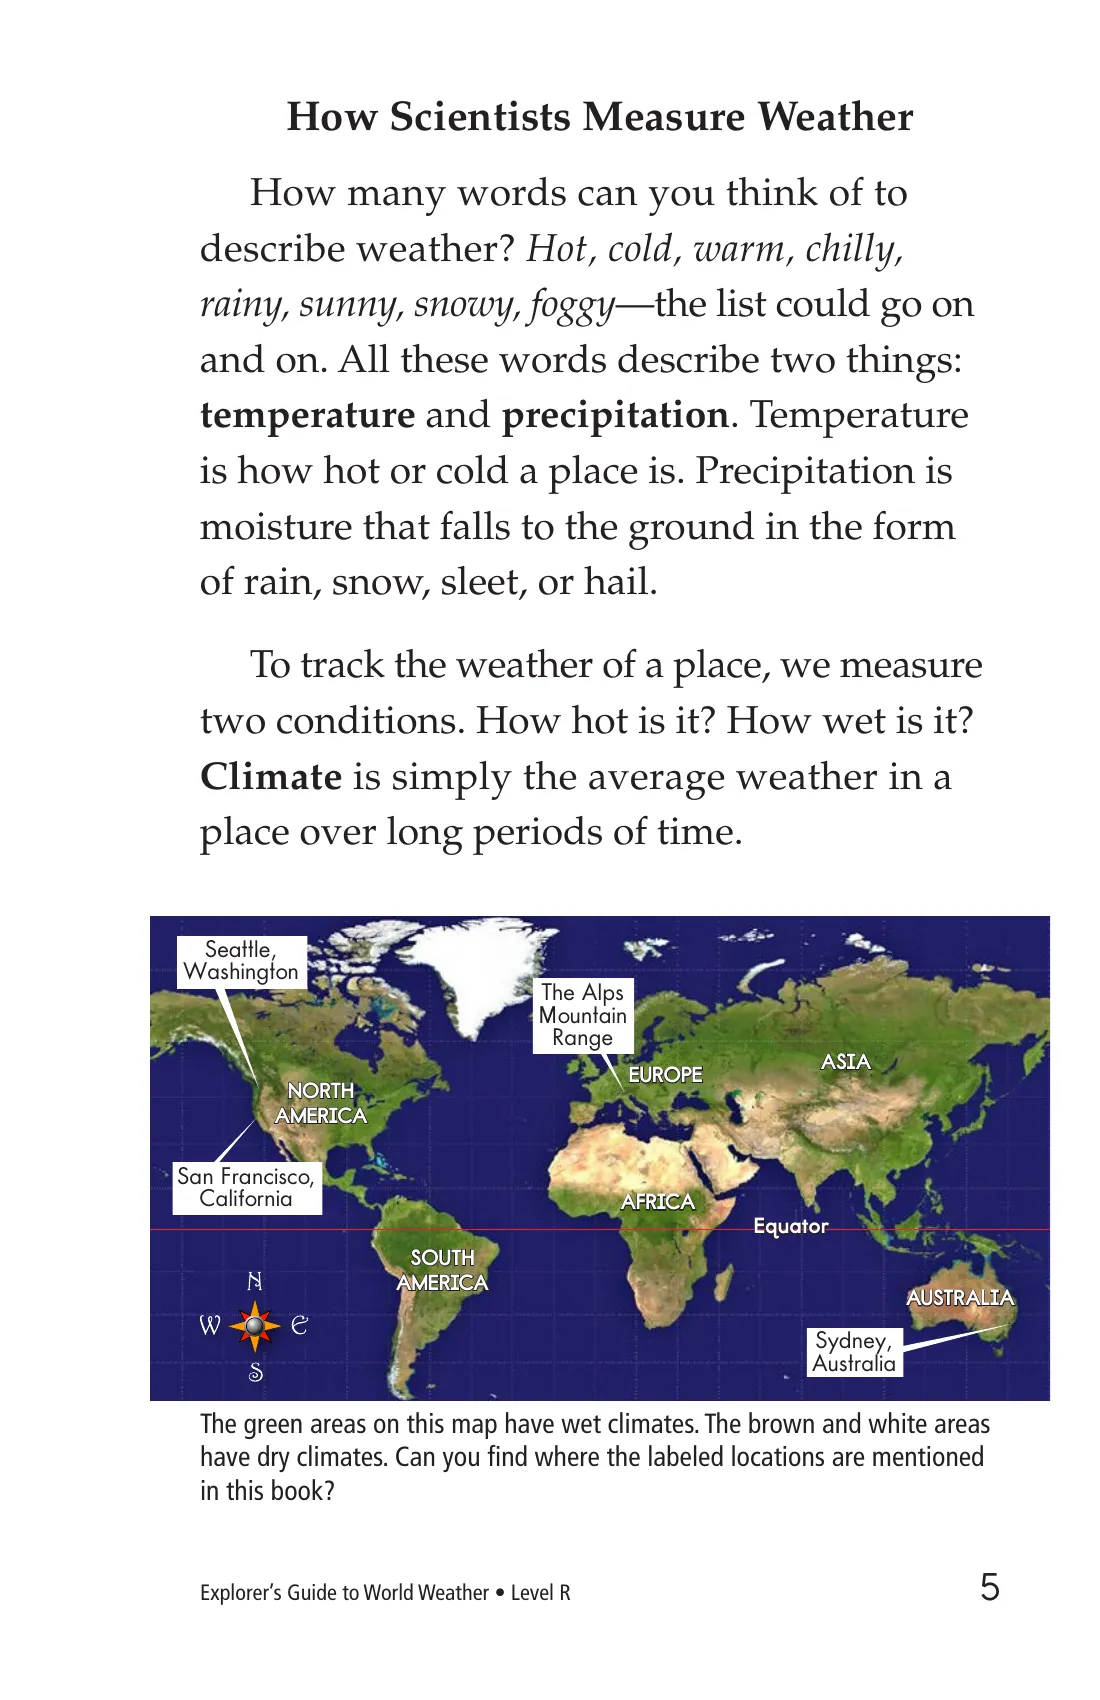 How Scientists Measure Weather
How many words can you think of to
describe weather? Hot, cold, warm, chilly,
rainy, sunny, snowy, foggy—the list could go on
and on. All these words describe two things:
temperature and precipitation. Temperature
is how hot or cold a place is. Precipitation is
moisture that falls to the ground in the form
of rain, snow, sleet, or hail.
To track the weather of a place, we measure
two conditions. How hot is it? How wet is it?
Climate is simply the average weather in a
place over long periods of time.
Seattle,
Washington
The Alps
Mountain
Range
EUROPE
ASIA
NORTH
AMERICA
San Francisco,
California
AFRICA
Equator
SOUTH
AMERICA
AUSTRALIA
N
W E
S
Sydney,
Australia
The green areas on this map have wet climates. The brown and white areas
have dry climates. Can you find where the labeled locations are mentioned
in this book?
Explorer's Guide to World Weather • Level R
5